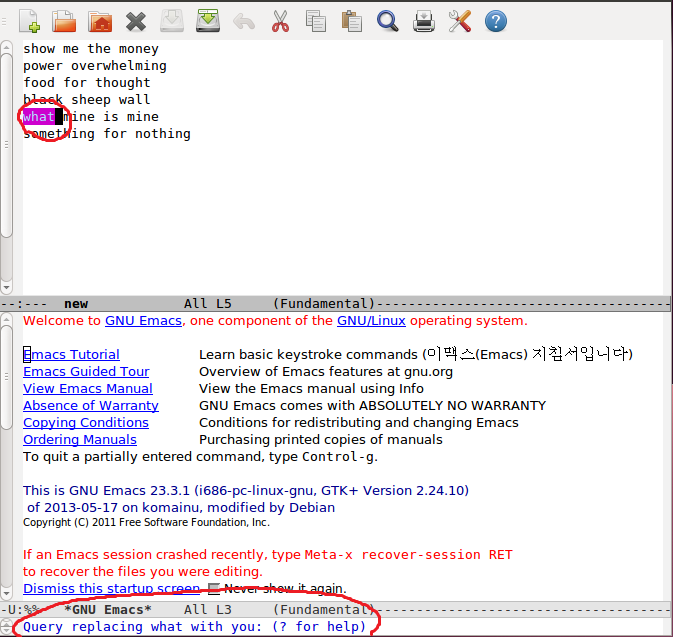 show me the money
power overwhelming
food for thought
black sheep wall
what mine is mine
something for nothing
--:---  new            All L5     (Fundamental)-------------------------------------
Welcome to GNU Emacs, one component of the GNU/Linux operating system.
Emacs Tutorial Learn basic keystroke commands (이맥스(Emacs) 지침서입니다)
Emacs Guided Tour Overview of Emacs features at gnu.org
View Emacs Manual View the Emacs manual using Info
Absence of Warranty GNU Emacs comes with ABSOLUTELY NO WARRANTY
Copying Conditions Conditions for redistributing and changing Emacs
Ordering Manuals Purchasing printed copies of manuals
To quit a partially entered command, type Control-g.
This is GNU Emacs 23.3.1 (i686-pc-linux-gnu, GTK+ Version 2.24.10)
of 2013-05-17 on komainu, modified by Debian
Copyright (C) 2011 Free Software Foundation, Inc.
If an Emacs session crashed recently, type Meta-x recover-session RET
to recover the files you were editing.
Dismiss this startup screen Never show it again.
-U:%%-  *GNU Emacs*    All L3     (Fundamental)-------------------------------------
Query replacing what with you: (? for help)